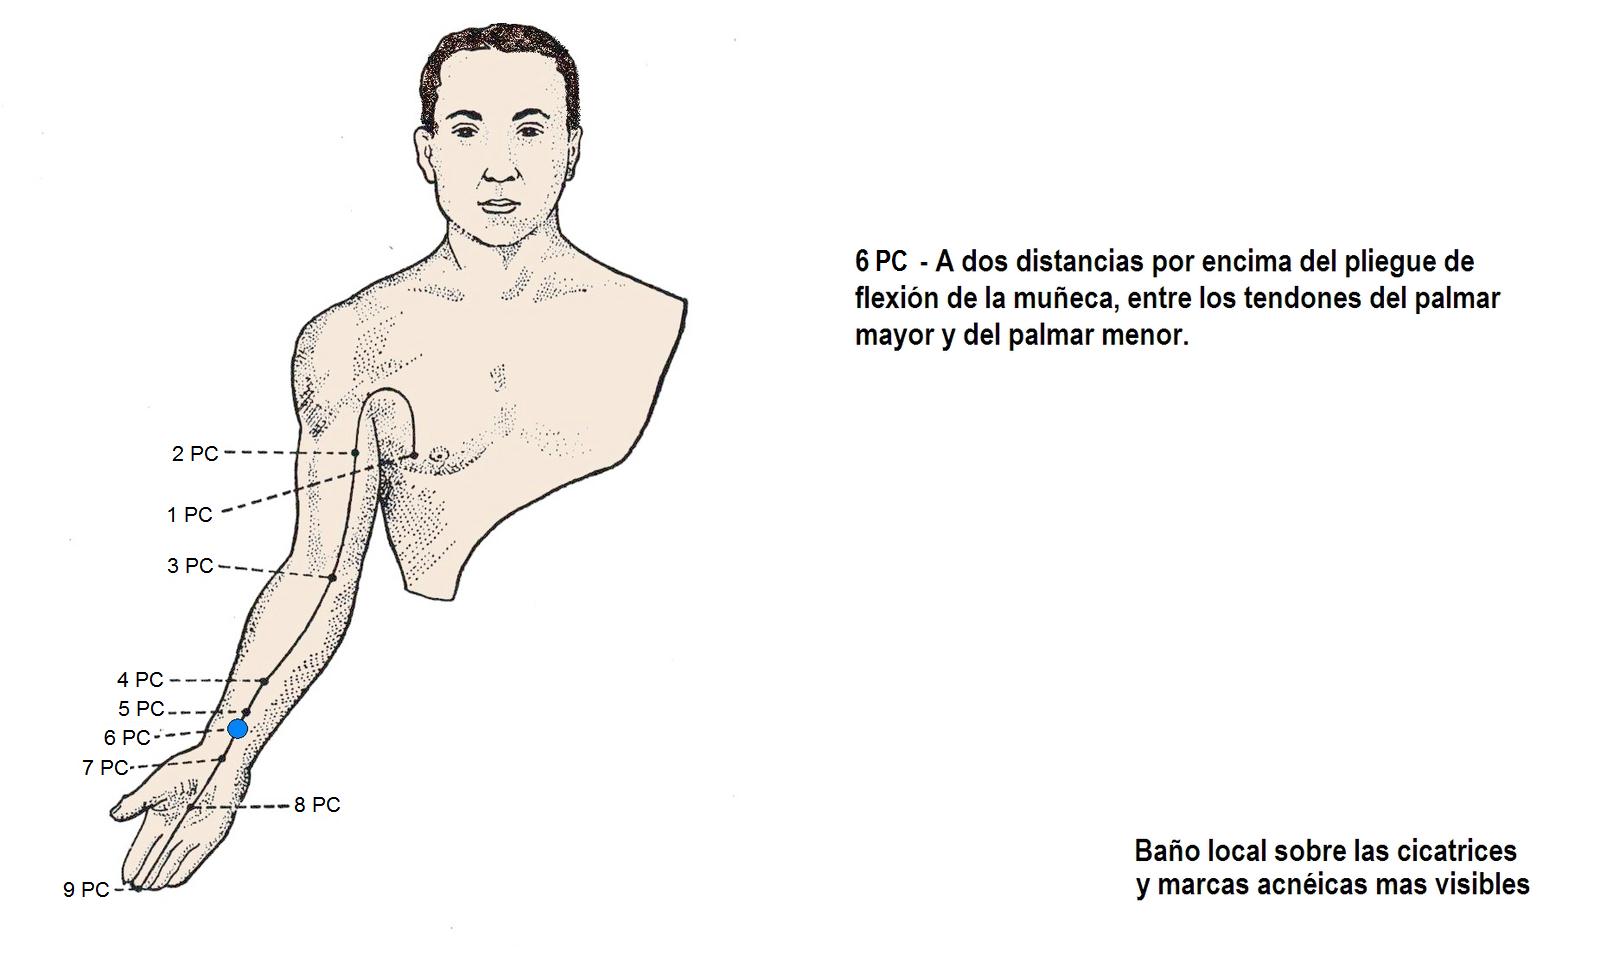 6 PC - A dos distancias por encima del pliegue de
flexión de la muñeca, entre los tendones del palmar
mayor y del palmar menor.
2 PC
1 PC
3 PC
4 PC
5 PC
6 PC
7 PC
8 PC
9 PC
Baño local sobre las cicatrices
y marcas acnéicas mas visibles